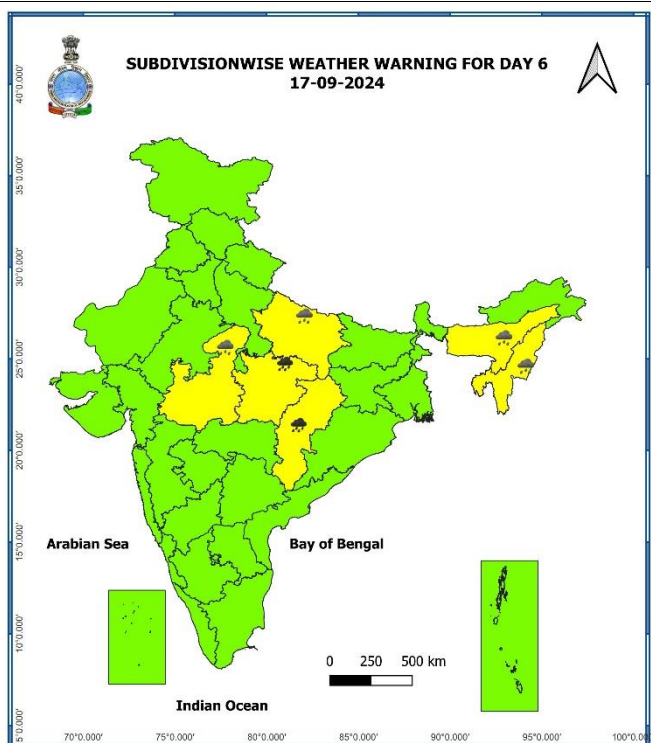 SUBDIVISIONWISE WEATHER WARNING FOR DAY 6
17-09-2024
40°0.000'
35°0.000'
30°0.000'
25°0.000'
20°0.000'
15°0.000'
10°0.000'
5°0.000'
Arabian Sea
Bay of Bengal
0 250 500 km
Indian Ocean
70°0.000' 75°0.000' 80°0.000' 85°0.000' 90°0.000' 95°0.000' 100°0.000'